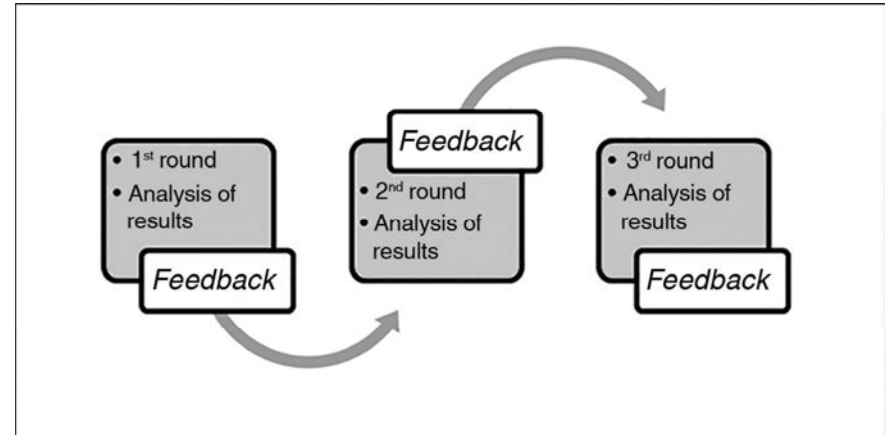 • 1st round
• Analysis of
results
Feedback
Feedback
• 2nd round
• Analysis of
results
• 3rd round
• Analysis of
results
Feedback